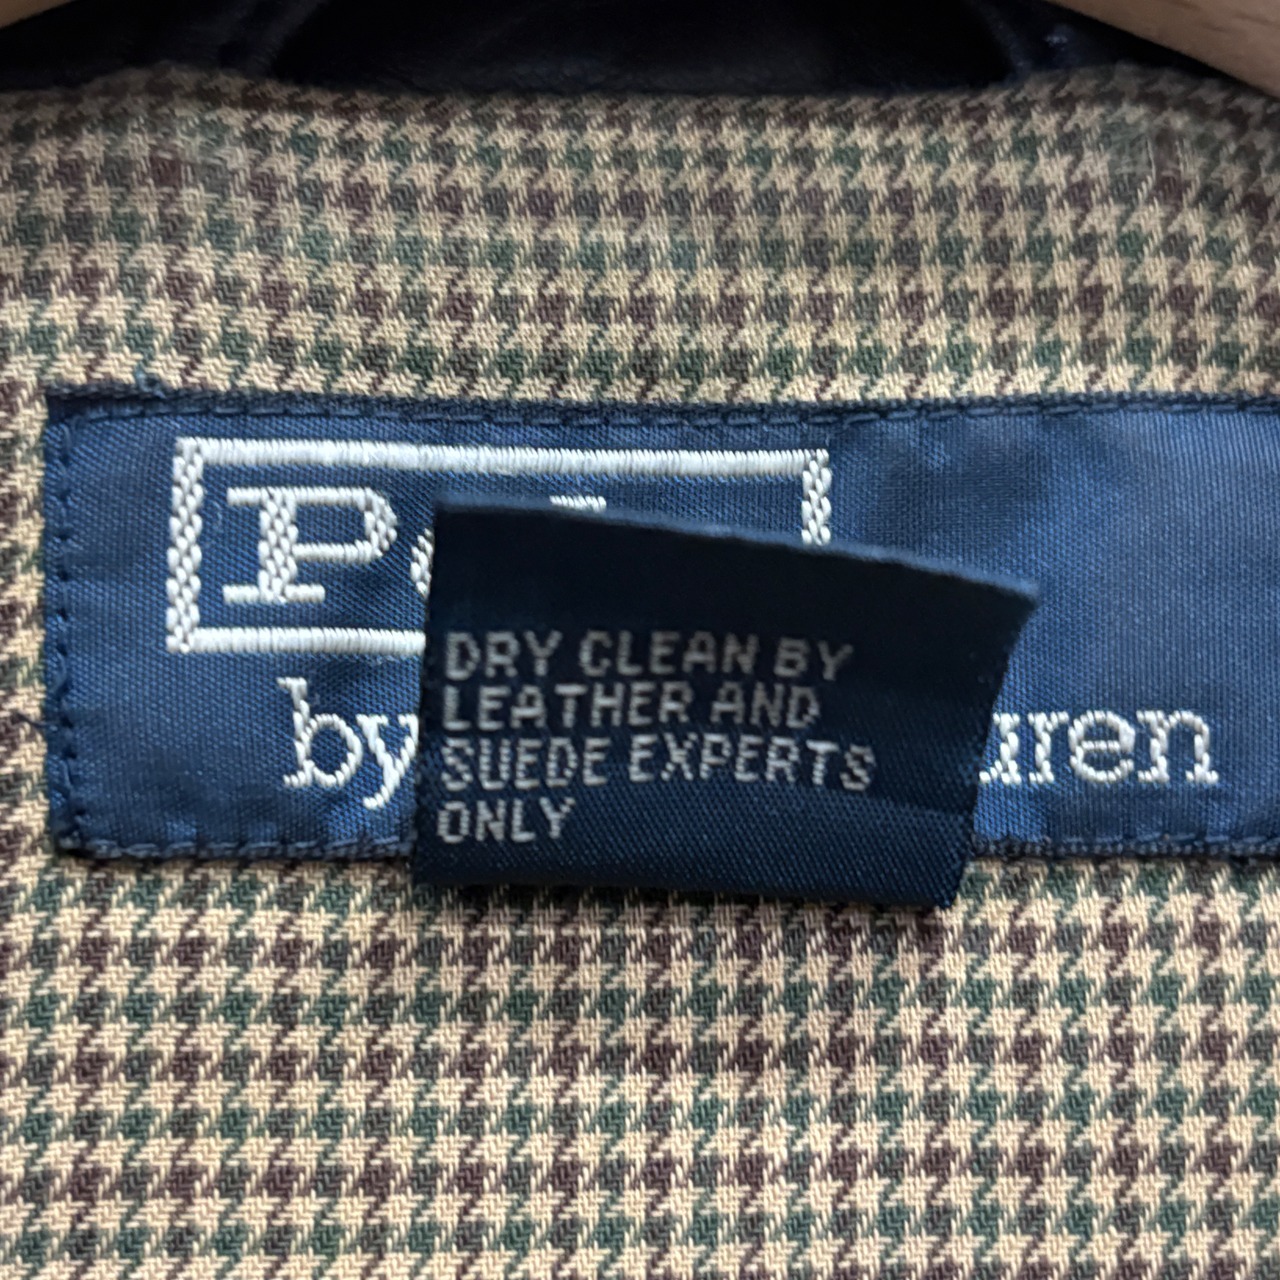 P
by
uren
DRY CLEAN BY
LEATHER AND
SUEDE EXPERTS
ONLY